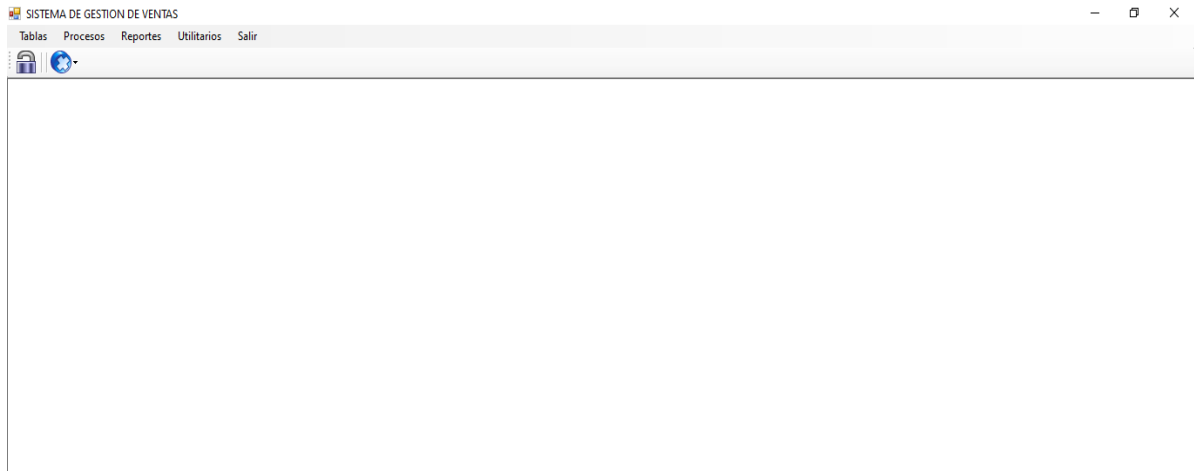 SISTEMA DE GESTION DE VENTAS
Tablas Procesos Reportes Utilitarios Salir